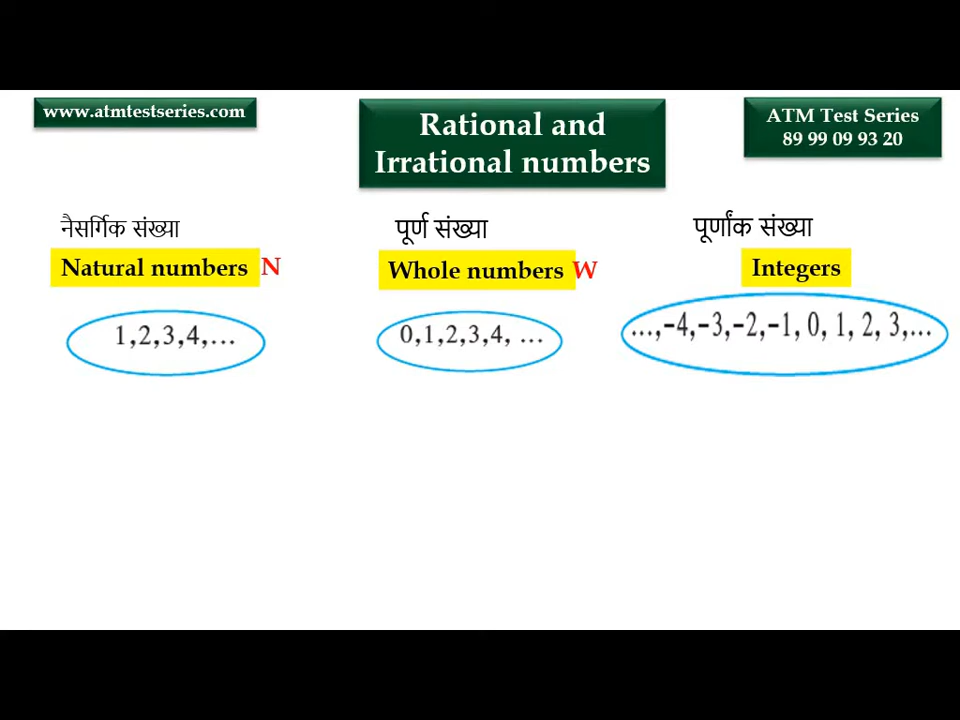 www.atmtestseries.com
Rational and
Irrational numbers
ATM Test Series
89 99 09 93 20
नैसर्गिक संख्या
Natural numbers N
1,2,3,4,...
पूर्ण संख्या
Whole numbers W
0,1,2,3,4, ...
पूर्णांक संख्या
Integers
...,-4,-3,-2,-1, 0, 1, 2, 3,...